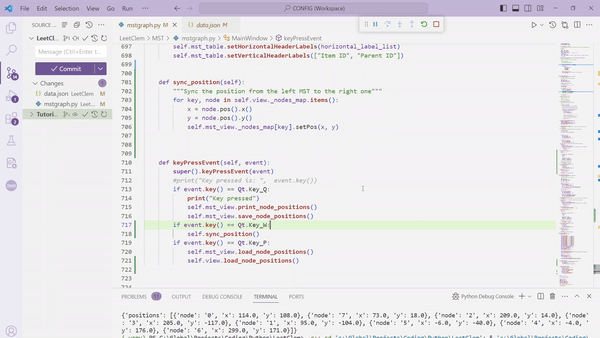 CONFIG (Workspace)
SOURCE ...
mstgraph.py M
data.json M
LeetClem > MST > mstgraph.py > MainWindow > keyPressEvent
LeetClem
Message (Ctrl+Enter t...
Commit
Changes
data.json LeetC...
mstgraph.py Le...
Tutori...
697 self.mst_table.setHorizontalHeaderLabels(horizontal_label_list)
698 self.mst_table.setVerticalHeaderLabels(["Item ID", "Parent ID"])
699
700
701 def sync_position(self):
702 """Sync the position from the left MST to the right one"""
703 for key, node in self.view._nodes_map.items():
704 x = node.pos().x()
705 y = node.pos().y()
706 self.mst_view._nodes_map[key].setPos(x, y)
707
708
709
710 def keyPressEvent(self, event):
711 super().keyPressEvent(event)
712 #print("Key pressed is: ", event.key())
713 if event.key() == Qt.Key_Q:
714 print("Key pressed")
715 self.mst_view.print_node_positions()
716 self.mst_view.save_node_positions()
717 if event.key() == Qt.Key_W:
718 self.sync_position()
719 if event.key() == Qt.Key_P:
720 self.mst_view.load_node_positions()
721 self.view.load_node_positions()
722
PROBLEMS OUTPUT DEBUG CONSOLE TERMINAL PORTS
Python Debug Console
{'positions': [{'node': '0', 'x': 114.0, 'y': 108.0}, {'node': '7', 'x': 73.0, 'y': 18.0}, {'node': '2', 'x': 209.0, 'y': 14.0}, {'node':
'3', 'x': 205.0, 'y': -117.0}, {'node': '1', 'x': 95.0, 'y': -104.0}, {'node': '5', 'x': -6.0, 'y': -40.0}, {'node': '4', 'x': -4.0,
'y': 176.0}, {'node': '6', 'x': 299.0, 'y': 171.0}]}